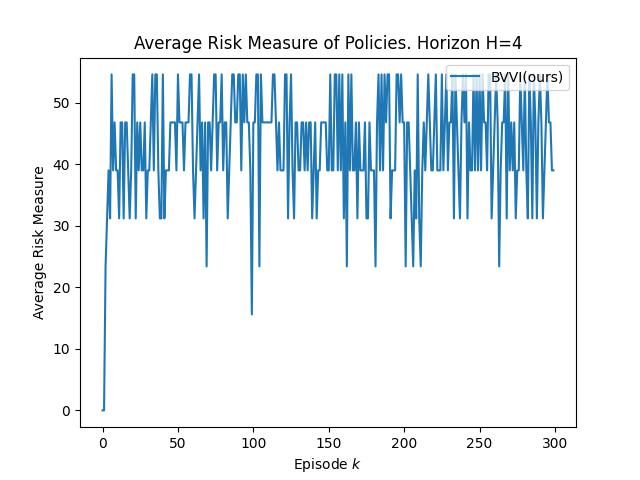 Average Risk Measure of Policies. Horizon H=4
BVVI(ours)
Average Risk Measure
50
40
30
20
10
0
0 50 100 150 200 250 300
Episode k